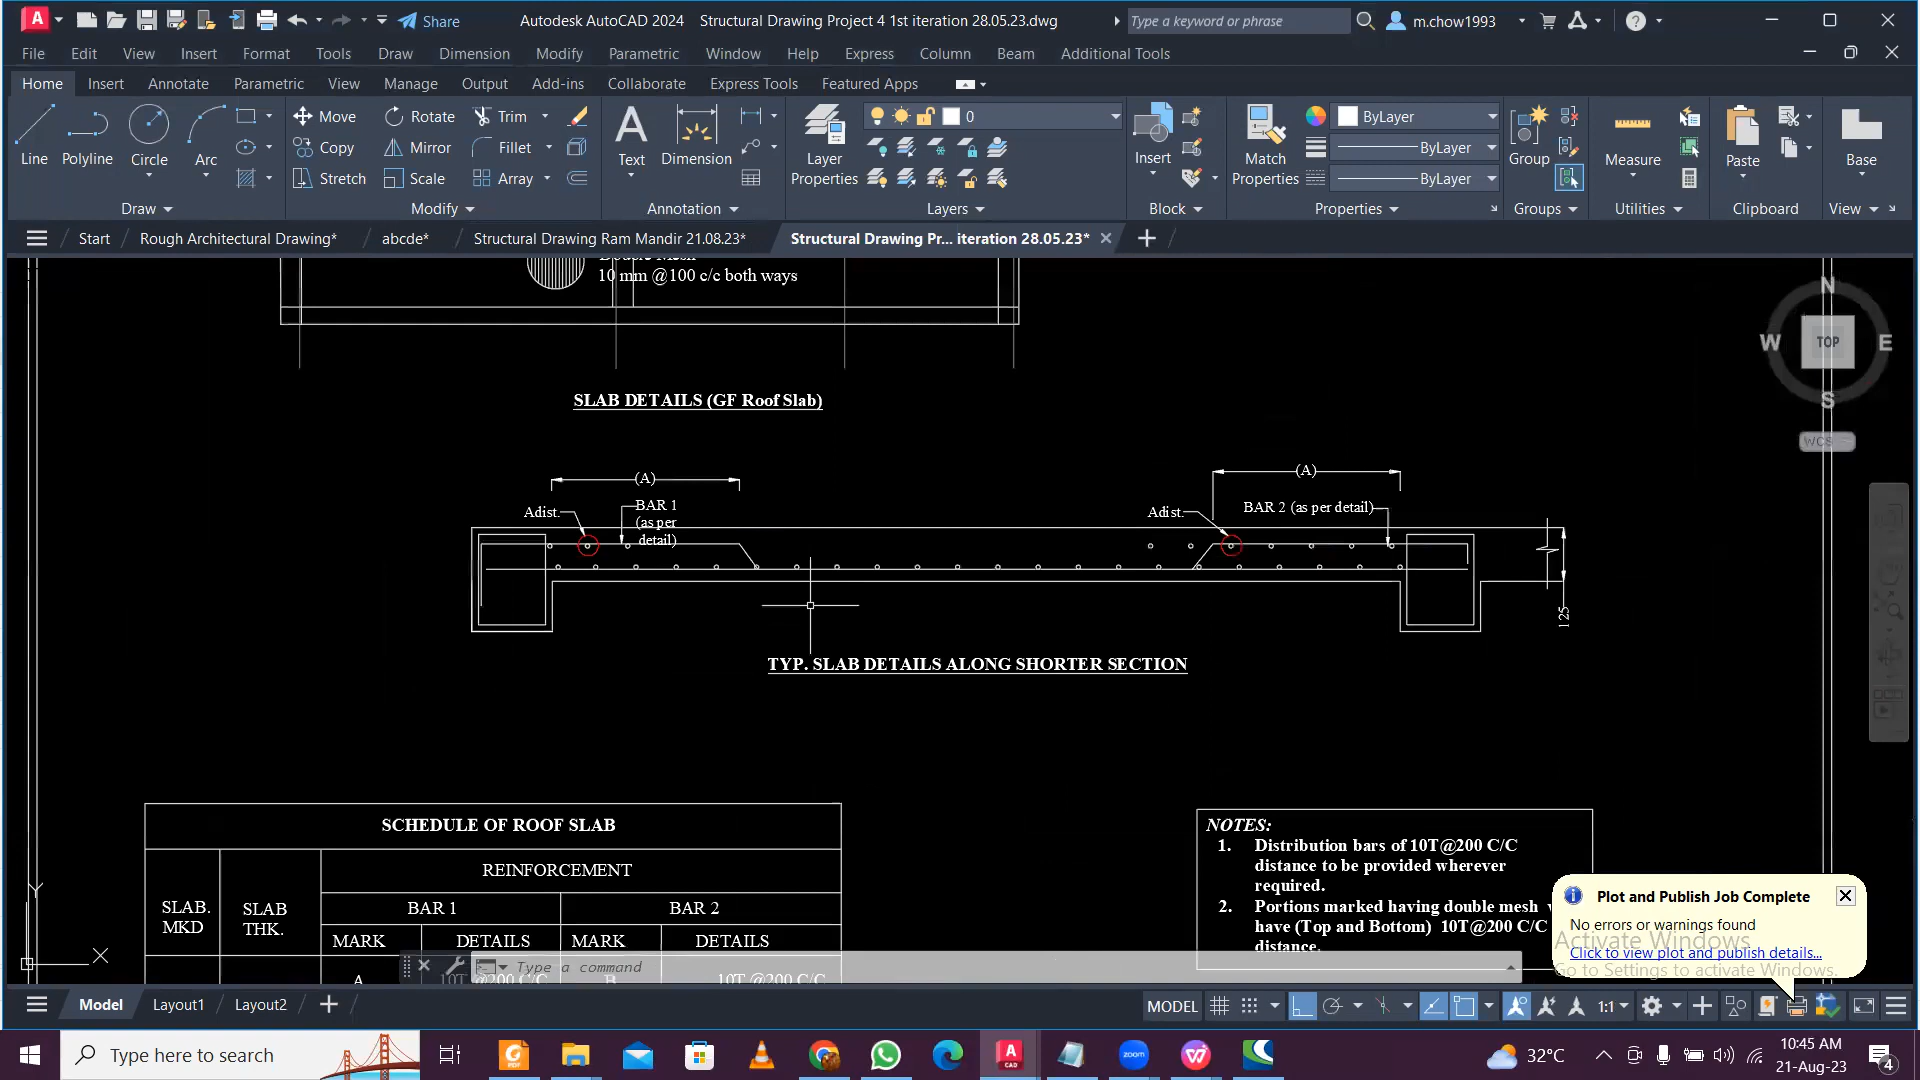 Share
Autodesk AutoCAD 2024 Structural Drawing Project 4 1st iteration 28.05.23.dwg
Type a keyword or phrase
m.chow1993
File Edit View Insert Format Tools Draw Dimension Modify Parametric Window Help Express Column Beam Additional Tools
Home Insert Annotate Parametric View Manage Output Add-ins Collaborate Express Tools Featured Apps
Line Polyline Circle Arc
Draw
Move Rotate Trim
Copy Mirror Fillet
Stretch Scale Array
Modify
Text Dimension
Annotation
Layer Properties
0
Layers
Insert
Block
Match Properties
ByLayer
ByLayer
ByLayer
Properties
Group
Groups
Measure
Utilities
Paste
Clipboard
Base
View
Start Rough Architectural Drawing* abcde* Structural Drawing Ram Mandir 21.08.23* Structural Drawing Pr... iteration 28.05.23*
Double Mesh
10 mm @100 c/c both ways
N
W TOP E
S
WCS
SLAB DETAILS (GF Roof Slab)
(A) (A)
Adist. BAR 1
(as per
detail)
Adist. BAR 2 (as per detail)
125
TYP. SLAB DETAILS ALONG SHORTER SECTION
SCHEDULE OF ROOF SLAB
REINFORCEMENT
SLAB.
MKD
SLAB
THK.
BAR 1 BAR 2
MARK DETAILS MARK DETAILS
A 10T @200 C/C B 10T @200 C/C
NOTES:
1. Distribution bars of 10T@200 C/C
distance to be provided wherever
required.
2. Portions marked having double mesh
have (Top and Bottom) 10T@200 C/C
distance.
Y
X
Type a command
Plot and Publish Job Complete
No errors or warnings found
Click to view plot and publish details...
Activate Windows
Go to Settings to activate Windows.
Model Layout1 Layout2
MODEL
1:1
Type here to search
zoom
32°C
10:45 AM
21-Aug-23
4